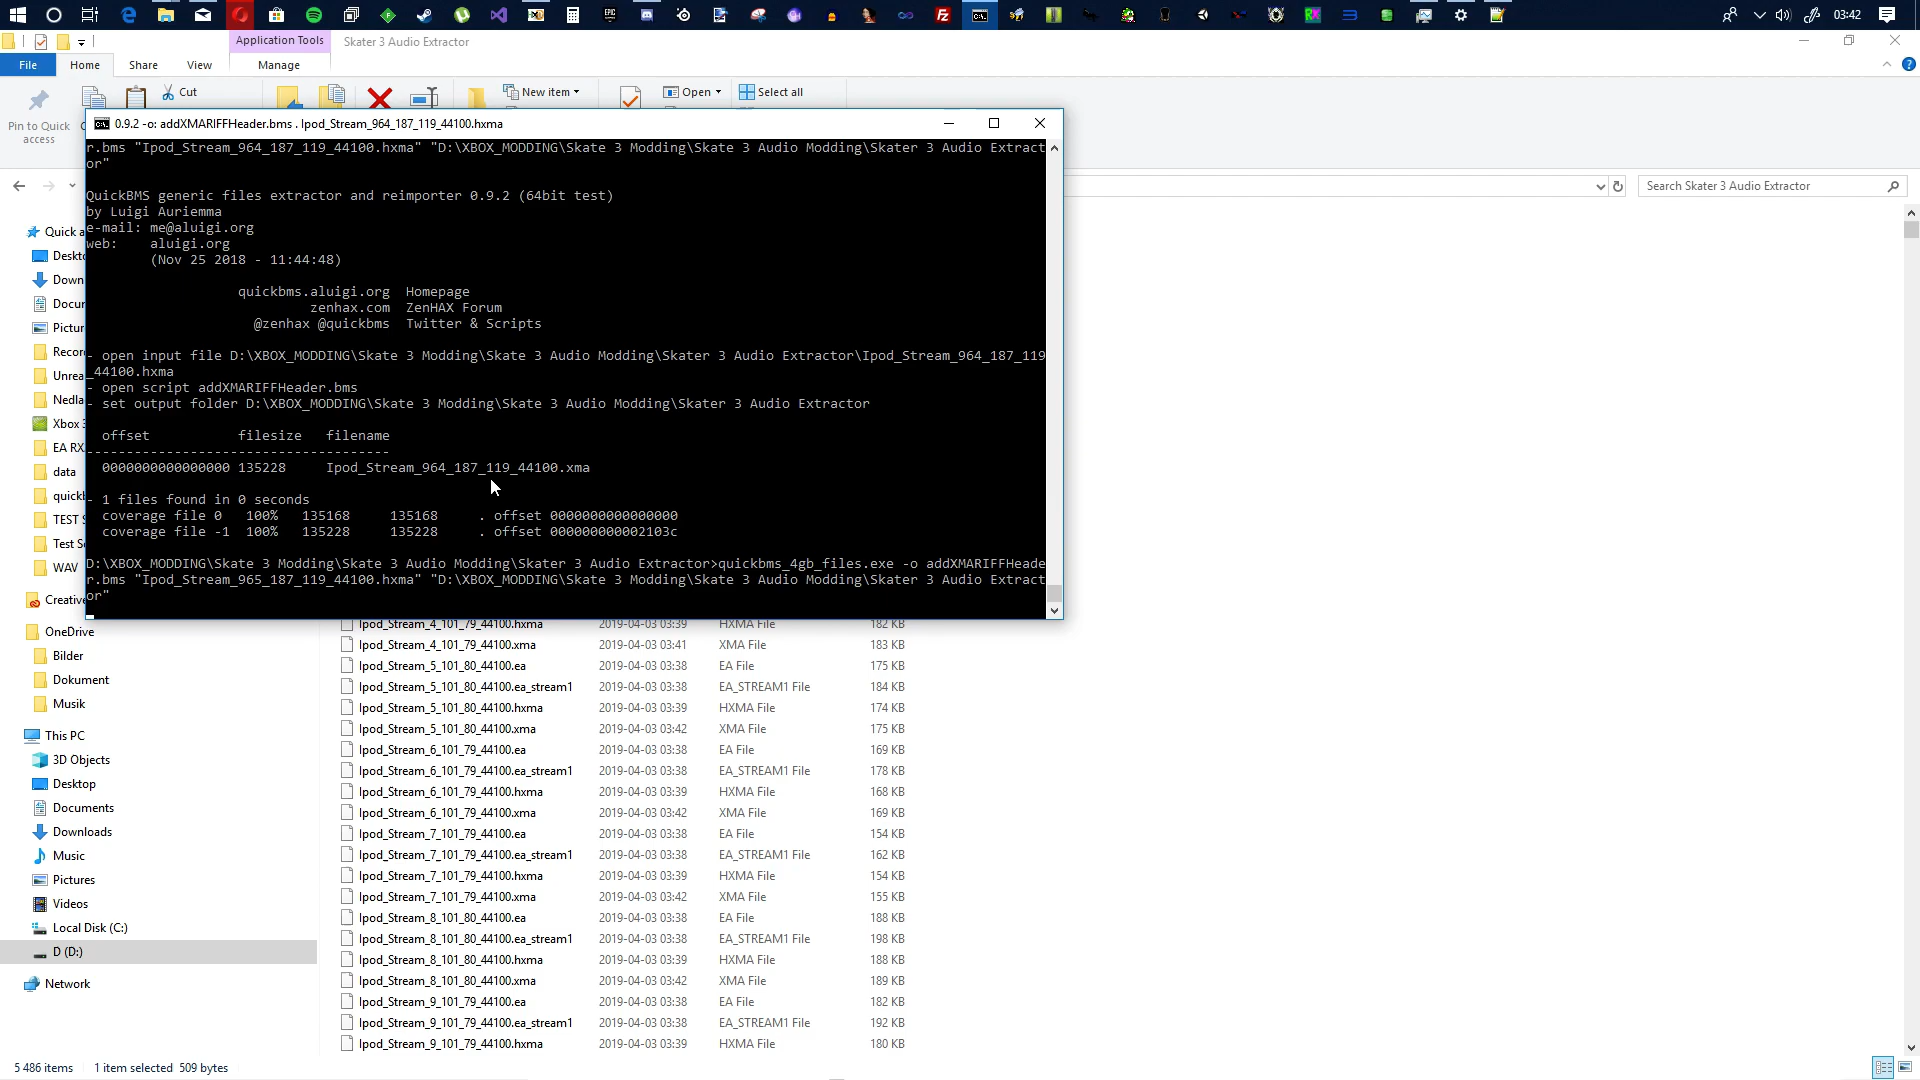 03:42
Application Tools
Skater 3 Audio Extractor
File
Home
Share
View
Manage
Cut
New item
Open
Select all
Pin to Quick
access
0.9.2 -o: addXMARIFFHeader.bms . Ipod_Stream_964_187_119_44100.hxma
r.bms "Ipod_Stream_964_187_119_44100.hxma" "D:\XBOX_MODDING\Skate 3 Modding\Skate 3 Audio Modding\Skater 3 Audio Extract
or"
QuickBMS generic files extractor and reimporter 0.9.2 (64bit test)
by Luigi Auriemma
e-mail: me@aluigi.org
web:    aluigi.org
(Nov 25 2018 - 11:44:48)
quickbms.aluigi.org  Homepage
zenhax.com  ZenHAX Forum
@zenhax @quickbms  Twitter & Scripts
- open input file D:\XBOX_MODDING\Skate 3 Modding\Skate 3 Audio Modding\Skater 3 Audio Extractor\Ipod_Stream_964_187_119
_44100.hxma
- open script addXMARIFFHeader.bms
- set output folder D:\XBOX_MODDING\Skate 3 Modding\Skate 3 Audio Modding\Skater 3 Audio Extractor
offset           filesize   filename
--------------------------------------
0000000000000000 135228     Ipod_Stream_964_187_119_44100.xma
- 1 files found in 0 seconds
coverage file 0   100%   135168     135168     . offset 0000000000000000
coverage file -1  100%   135228     135228     . offset 000000000002103c
D:\XBOX_MODDING\Skate 3 Modding\Skate 3 Audio Modding\Skater 3 Audio Extractor>quickbms_4gb_files.exe -o addXMARIFFHeade
r.bms "Ipod_Stream_965_187_119_44100.hxma" "D:\XBOX_MODDING\Skate 3 Modding\Skate 3 Audio Modding\Skater 3 Audio Extract
or"
Search Skater 3 Audio Extractor
Quick a
Deskto
Down
Docur
Pictur
Recor
Unrea
Nedla
Xbox 3
EA RX
data
quickb
TEST S
Test So
WAV
Creative
OneDrive
Bilder
Dokument
Musik
This PC
3D Objects
Desktop
Documents
Downloads
Music
Pictures
Videos
Local Disk (C:)
D (D:)
Network
Ipod_Stream_4_101_79_44100.hxma 2019-04-03 03:39 HXMA File 182 KB
Ipod_Stream_4_101_79_44100.xma 2019-04-03 03:41 XMA File 183 KB
Ipod_Stream_5_101_80_44100.ea 2019-04-03 03:38 EA File 175 KB
Ipod_Stream_5_101_80_44100.ea_stream1 2019-04-03 03:38 EA_STREAM1 File 184 KB
Ipod_Stream_5_101_80_44100.hxma 2019-04-03 03:39 HXMA File 174 KB
Ipod_Stream_5_101_80_44100.xma 2019-04-03 03:42 XMA File 175 KB
Ipod_Stream_6_101_79_44100.ea 2019-04-03 03:38 EA File 169 KB
Ipod_Stream_6_101_79_44100.ea_stream1 2019-04-03 03:38 EA_STREAM1 File 178 KB
Ipod_Stream_6_101_79_44100.hxma 2019-04-03 03:39 HXMA File 168 KB
Ipod_Stream_6_101_79_44100.xma 2019-04-03 03:42 XMA File 169 KB
Ipod_Stream_7_101_79_44100.ea 2019-04-03 03:38 EA File 154 KB
Ipod_Stream_7_101_79_44100.ea_stream1 2019-04-03 03:38 EA_STREAM1 File 162 KB
Ipod_Stream_7_101_79_44100.hxma 2019-04-03 03:39 HXMA File 154 KB
Ipod_Stream_7_101_79_44100.xma 2019-04-03 03:42 XMA File 155 KB
Ipod_Stream_8_101_80_44100.ea 2019-04-03 03:38 EA File 188 KB
Ipod_Stream_8_101_80_44100.ea_stream1 2019-04-03 03:38 EA_STREAM1 File 198 KB
Ipod_Stream_8_101_80_44100.hxma 2019-04-03 03:39 HXMA File 188 KB
Ipod_Stream_8_101_80_44100.xma 2019-04-03 03:42 XMA File 189 KB
Ipod_Stream_9_101_79_44100.ea 2019-04-03 03:38 EA File 182 KB
Ipod_Stream_9_101_79_44100.ea_stream1 2019-04-03 03:38 EA_STREAM1 File 192 KB
Ipod_Stream_9_101_79_44100.hxma 2019-04-03 03:39 HXMA File 180 KB
5 486 items 1 item selected 509 bytes